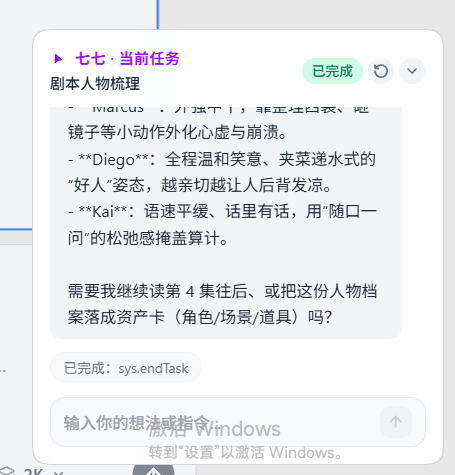 七七 · 当前任务
剧本人物梳理
已完成
- **Marcus**：外强中干，靠整理西装、砸
镜子等小动作外化心虚与崩溃。
- **Diego**：全程温和笑意、夹菜递水式的
“好人”姿态，越亲切越让人后背发凉。
- **Kai**：语速平缓、话里有话，用“随口一
问”的松弛感掩盖算计。
需要我继续读第 4 集往后、或把这份人物档
案落成资产卡（角色/场景/道具）吗？
已完成：sys.endTask
输入你的想法或指令...
激活 Windows
转到“设置”以激活 Windows。
2K